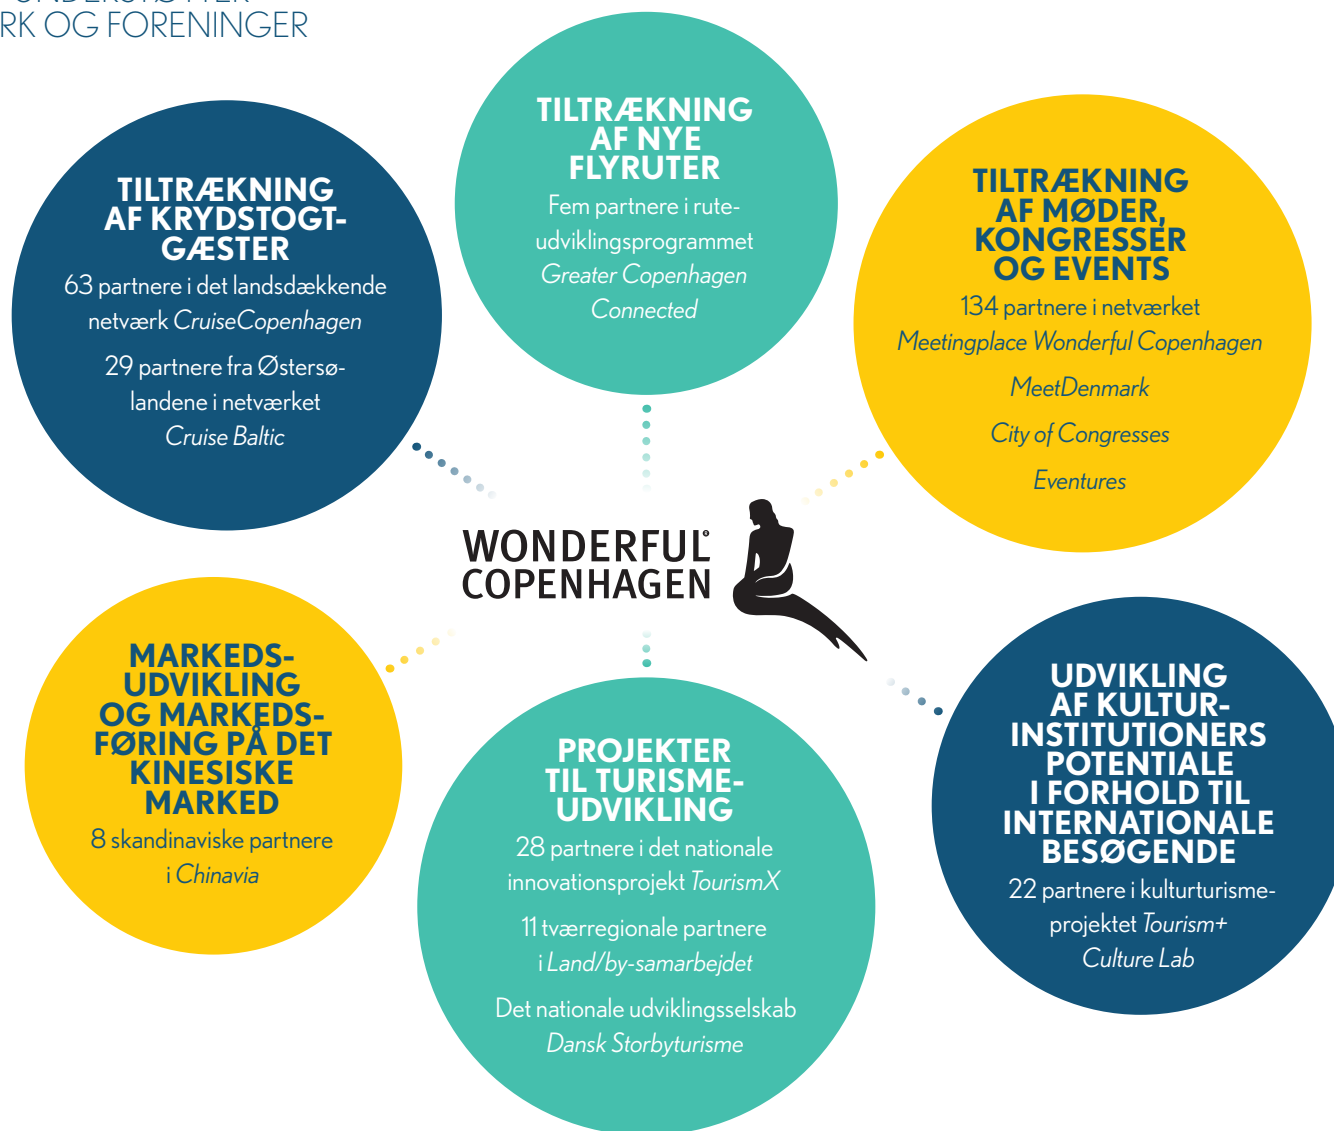 RK OG FORENINGER
TILTRÆKNING
AF KRYDSTOGT-
GÆSTER
63 partnere i det landsdækkende
netværk CruiseCopenhagen
29 partnere fra Østersø-
landene i netværket
Cruise Baltic
TILTRÆKNING
AF NYE
FLYRUTER
Fem partnere i rute-
udviklingsprogrammet
Greater Copenhagen
Connected
TILTRÆKNING
AF MØDER,
KONGRESSER
OG EVENTS
134 partnere i netværket
Meetingplace Wonderful Copenhagen
MeetDenmark
City of Congresses
Eventures
WONDERFUL
COPENHAGEN
MARKEDS-
UDVIKLING
OG MARKEDS-
FØRING PÅ DET
KINESISKE
MARKED
8 skandinaviske partnere
i Chinavia
PROJEKTER
TIL TURISME-
UDVIKLING
28 partnere i det nationale
innovationsprojekt TourismX
11 tværregionale partnere
i Land/by-samarbejdet
Det nationale udviklingsselskab
Dansk Storbyturisme
UDVIKLING
AF KULTUR-
INSTITUTIONERS
POTENTIALE
I FORHOLD TIL
INTERNATIONALE
BESØGENDE
22 partnere i kulturturisme-
projektet Tourism+
Culture Lab